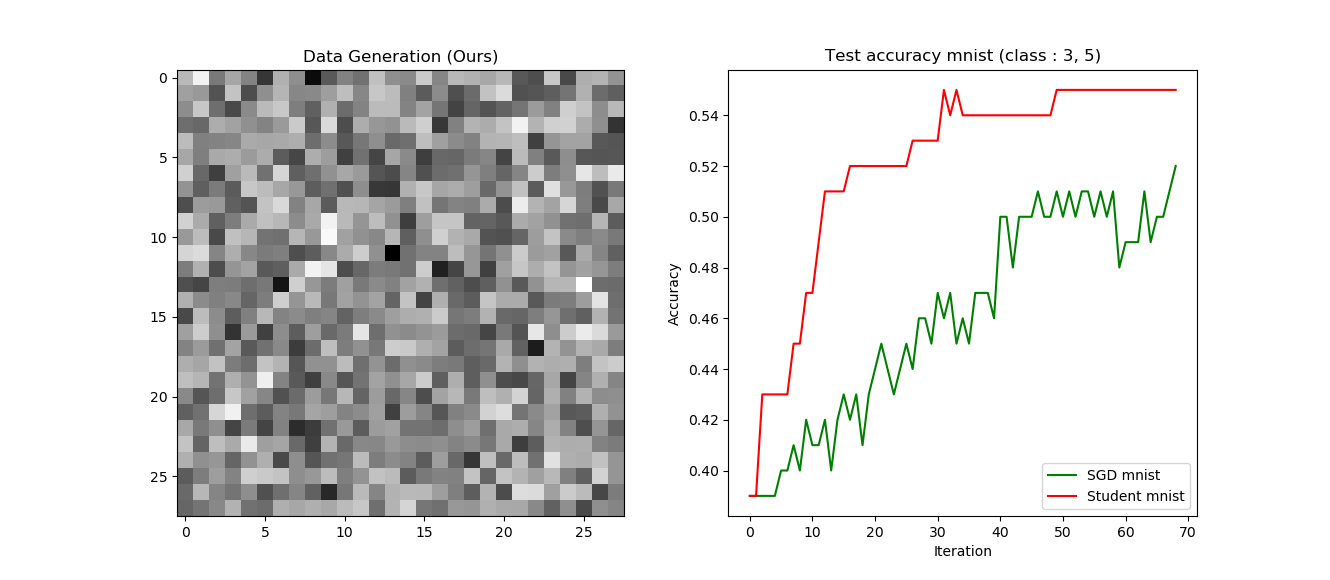 Data Generation (Ours)
0
5
10
15
20
25
0 5 10 15 20 25
Test accuracy mnist (class : 3, 5)
Accuracy
0.54
0.52
0.50
0.48
0.46
0.44
0.42
0.40
0 10 20 30 40 50 60 70
Iteration
SGD mnist
Student mnist